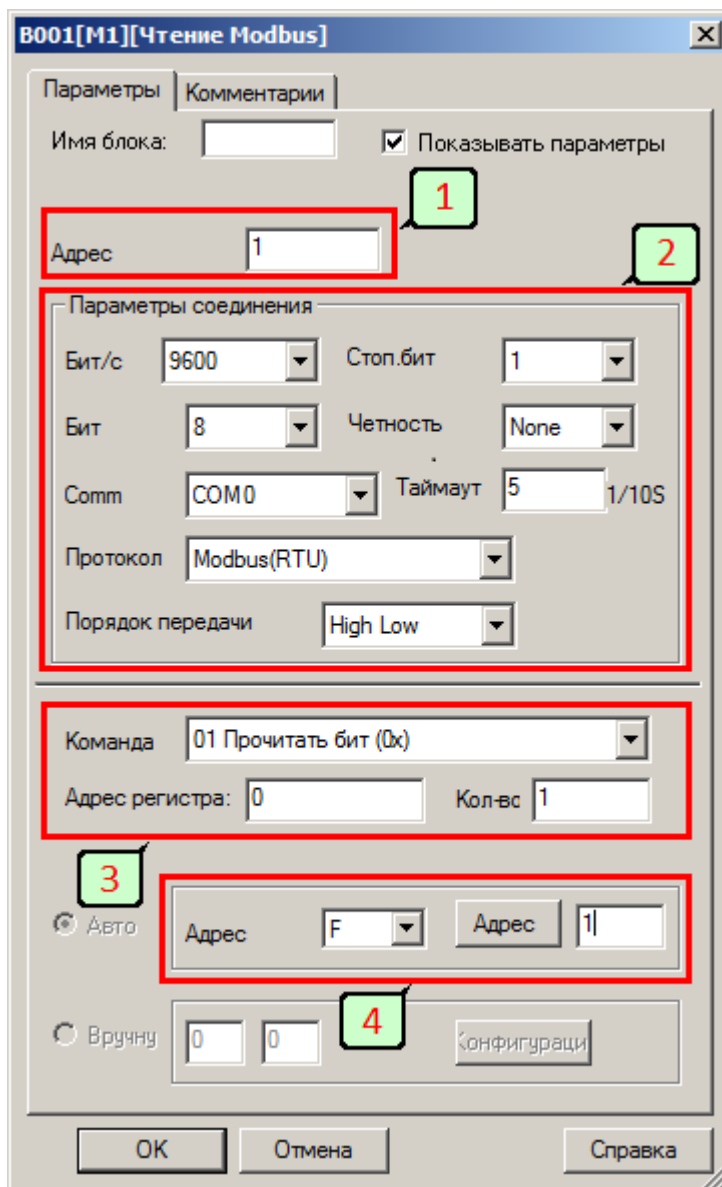 B001[M1][Чтение Modbus]
Параметры Комментарии
Имя блока: Показывать параметры
1
Адрес 1
2
Параметры соединения
Бит/с 9600 Стоп.бит 1
Бит 8 Четность None
Comm COM0 Таймаут 5 1/10S
Протокол Modbus(RTU)
Порядок передачи High Low
Команда 01 Прочитать бит (0x)
Адрес регистра: 0 Кол-вс 1
3
Авто Адрес F Адрес 1
4
Вручну 0 0 Конфигураци
OK Отмена Справка